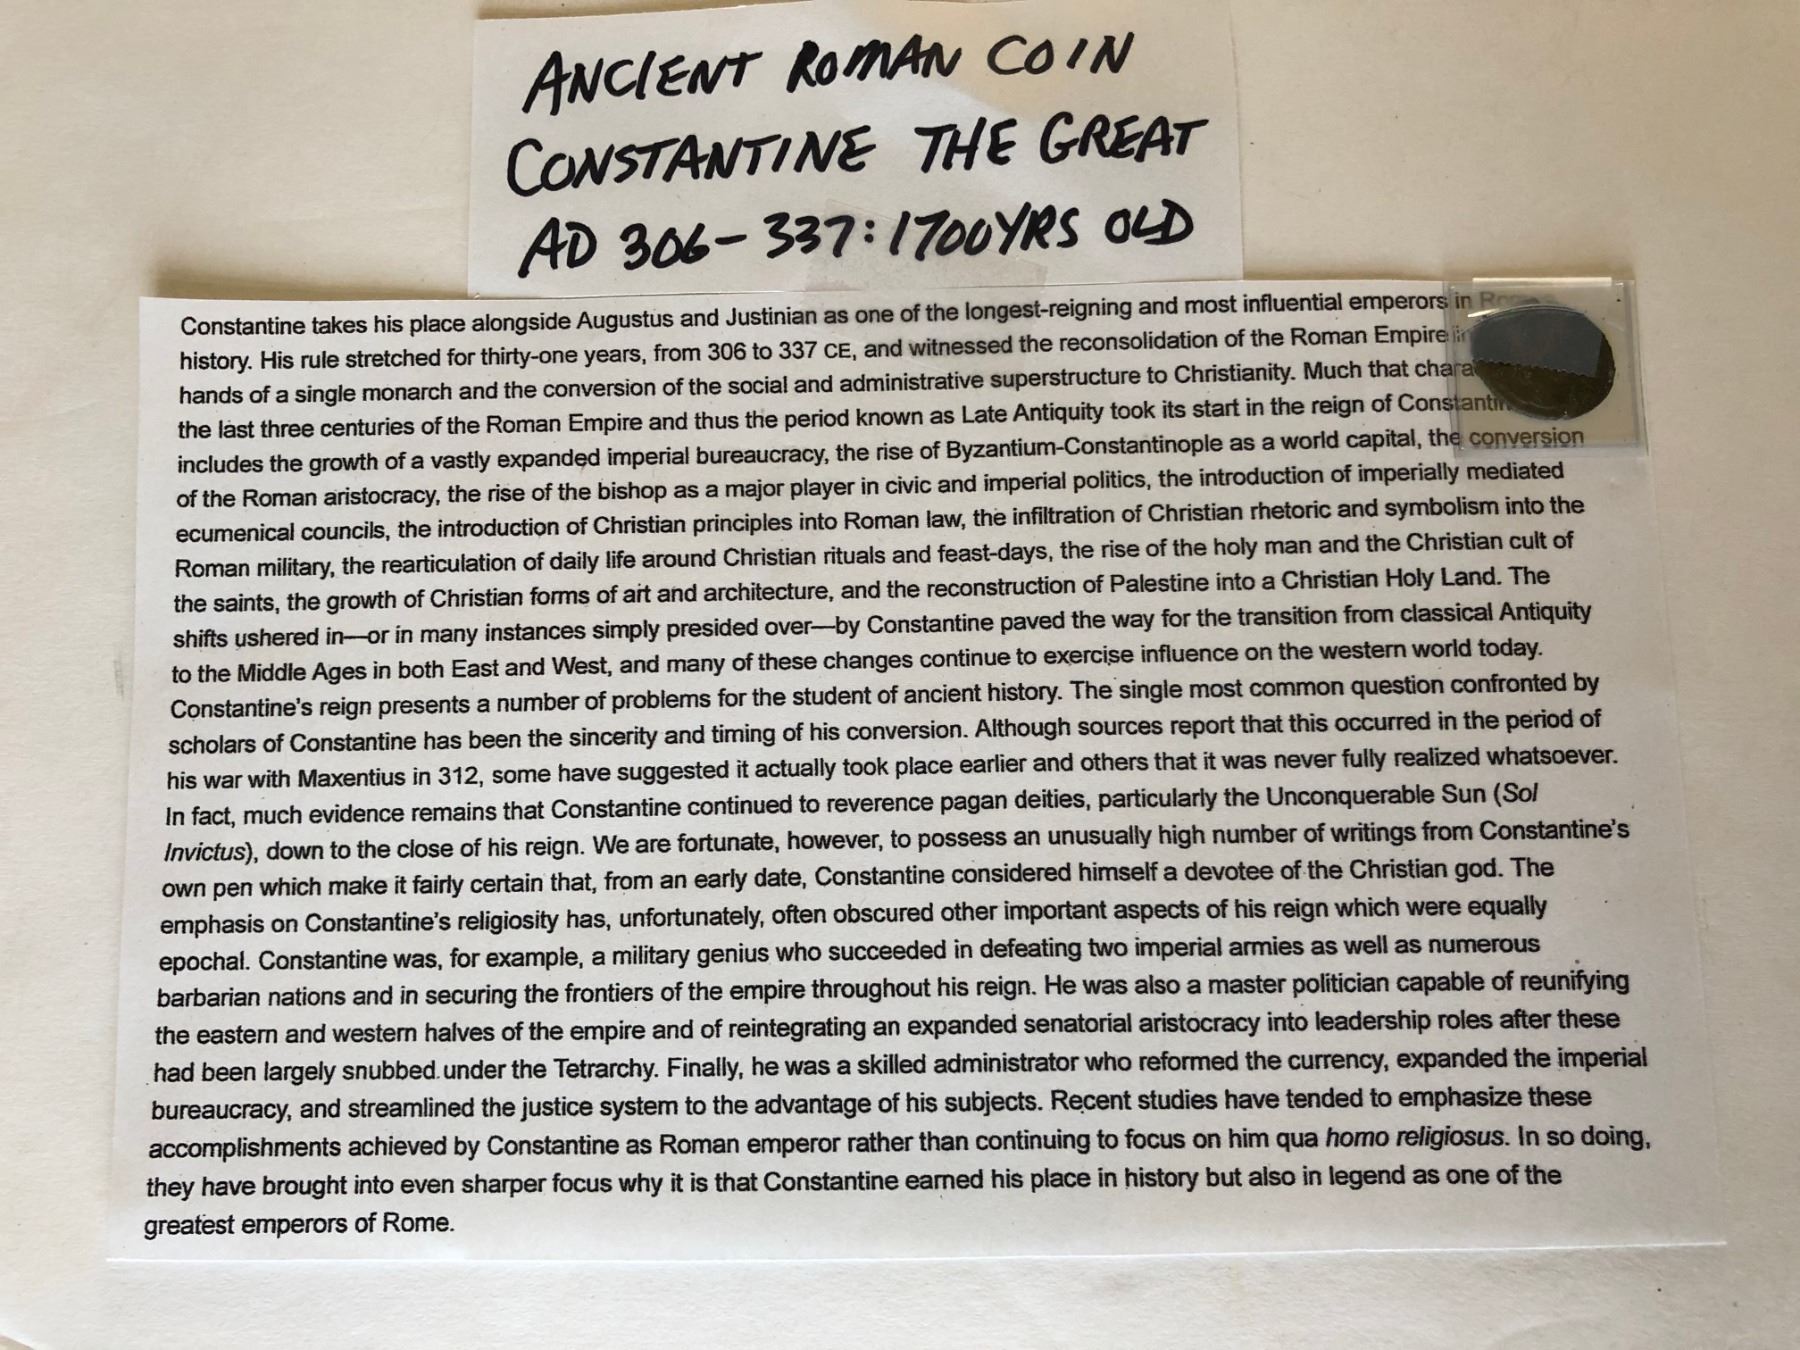 ANCIENT ROMAN COIN
CONSTANTINE THE GREAT
AD 306-337:1700YRS OLD
Constantine takes his place alongside Augustus and Justinian as one of the longest-reigning and most influential emperors in
history. His rule stretched for thirty-one years, from 306 to 337 CE, and witnessed the reconsolidation of the Roman Empire
hands of a single monarch and the conversion of the social and administrative superstructure to Christianity. Much that
the last three centuries of the Roman Empire and thus the period known as Late Antiquity took its start in the reign of
includes the growth of a vastly expanded imperial bureaucracy, the rise of Byzantium-Constantinople as a world capital, the conversion
of the Roman aristocracy, the rise of the bishop as a major player in civic and imperial politics, the introduction of imperially mediated
ecumenical councils, the introduction of Christian principles into Roman law, the infiltration of Christian rhetoric and symbolism into the
Roman military, the rearticulation of daily life around Christian rituals and feast-days, the rise of the holy man and the Christian cult of
the saints, the growth of Christian forms of art and architecture, and the reconstruction of Palestine into a Christian Holy Land. The
shifts ushered in—or in many instances simply presided over—by Constantine paved the way for the transition from classical Antiquity
to the Middle Ages in both East and West, and many of these changes continue to exercise influence on the western world today.
Constantine's reign presents a number of problems for the student of ancient history. The single most common question confronted by
scholars of Constantine has been the sincerity and timing of his conversion. Although sources report that this occurred in the period of
his war with Maxentius in 312, some have suggested it actually took place earlier and others that it was never fully realized whatsoever.
In fact, much evidence remains that Constantine continued to reverence pagan deities, particularly the Unconquerable Sun (Sol
Invictus), down to the close of his reign. We are fortunate, however, to possess an unusually high number of writings from Constantine's
own pen which make it fairly certain that, from an early date, Constantine considered himself a devotee of the Christian god. The
emphasis on Constantine's religiosity has, unfortunately, often obscured other important aspects of his reign which were equally
epochal. Constantine was, for example, a military genius who succeeded in defeating two imperial armies as well as numerous
barbarian nations and in securing the frontiers of the empire throughout his reign. He was also a master politician capable of reunifying
the eastern and western halves of the empire and of reintegrating an expanded senatorial aristocracy into leadership roles after these
had been largely snubbed under the Tetrarchy. Finally, he was a skilled administrator who reformed the currency, expanded the imperial
bureaucracy, and streamlined the justice system to the advantage of his subjects. Recent studies have tended to emphasize these
accomplishments achieved by Constantine as Roman emperor rather than continuing to focus on him qua homo religiosus. In so doing,
they have brought into even sharper focus why it is that Constantine earned his place in history but also in legend as one of the
greatest emperors of Rome.